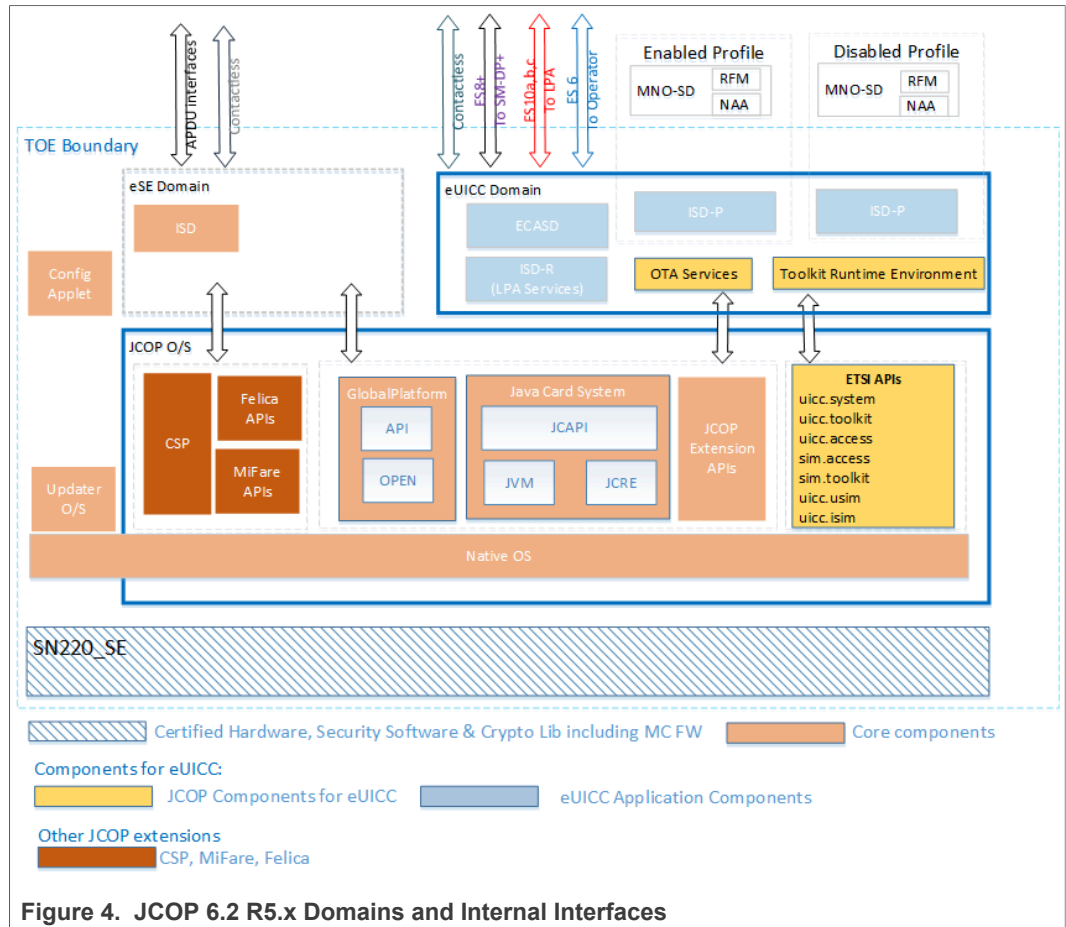 APDU Interfaces
Contactless
Contactless
ES8+
To SM-DP+
ES10a,b,c
To LPA
ES 6
To Operator
Enabled Profile
MNO-SD
RFM
NAA
Disabled Profile
MNO-SD
RFM
NAA
TOE Boundary
eSE Domain
ISD
eUICC Domain
ECASD
ISD-P
ISD-P
ISD-R
(LPA Services)
OTA Services
Toolkit Runtime Environment
Config
Applet
JCOP O/S
CSP
Felica
APIs
MiFare
APIs
GlobalPlatform
API
OPEN
Java Card System
JCAPI
JVM
JCRE
JCOP
Extension
APIs
ETSI APIs
uicc.system
uicc.toolkit
uicc.access
sim.access
sim.toolkit
uicc.usim
uicc.isim
Updater
O/S
Native OS
SN220_SE
Certified Hardware, Security Software & Crypto Lib including MC FW
Core components
Components for eUICC:
JCOP Components for eUICC
eUICC Application Components
Other JCOP extensions
CSP, MiFare, Felica
Figure 4. JCOP 6.2 R5.x Domains and Internal Interfaces